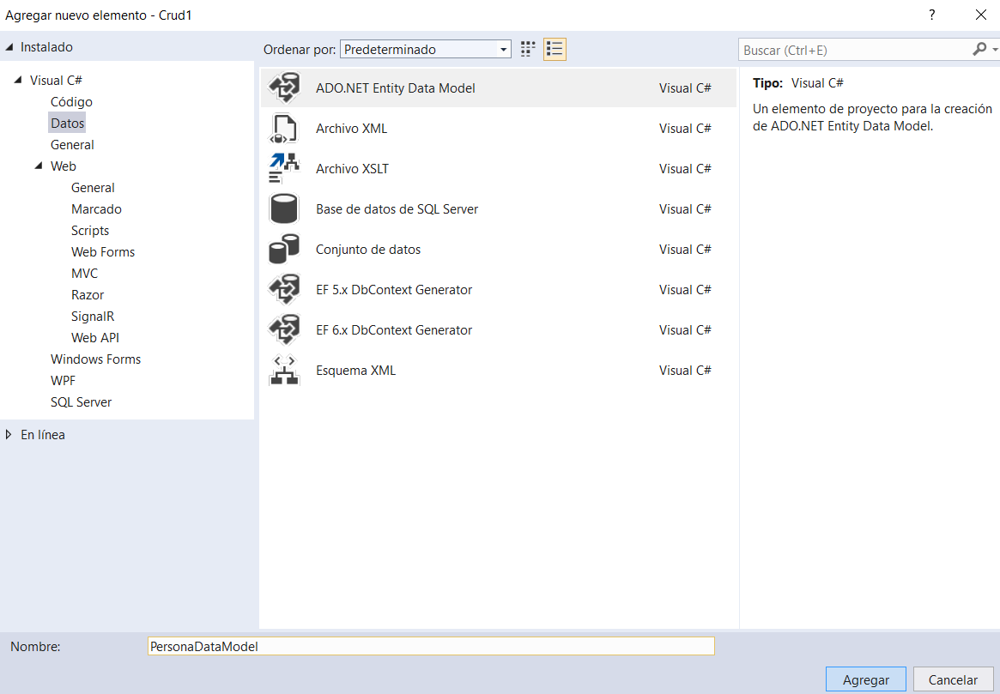 Agregar nuevo elemento - Crud1
?
Instalado
Ordenar por: Predeterminado
Buscar (Ctrl+E)
Visual C#
Código
Datos
General
Web
General
Marcado
Scripts
Web Forms
MVC
Razor
SignalR
Web API
Windows Forms
WPF
SQL Server
En línea
ADO.NET Entity Data Model Visual C#
Archivo XML Visual C#
Archivo XSLT Visual C#
Base de datos de SQL Server Visual C#
Conjunto de datos Visual C#
EF 5.x DbContext Generator Visual C#
EF 6.x DbContext Generator Visual C#
Esquema XML Visual C#
Tipo: Visual C#
Un elemento de proyecto para la creación
de ADO.NET Entity Data Model.
Nombre: PersonaDataModel
Agregar Cancelar